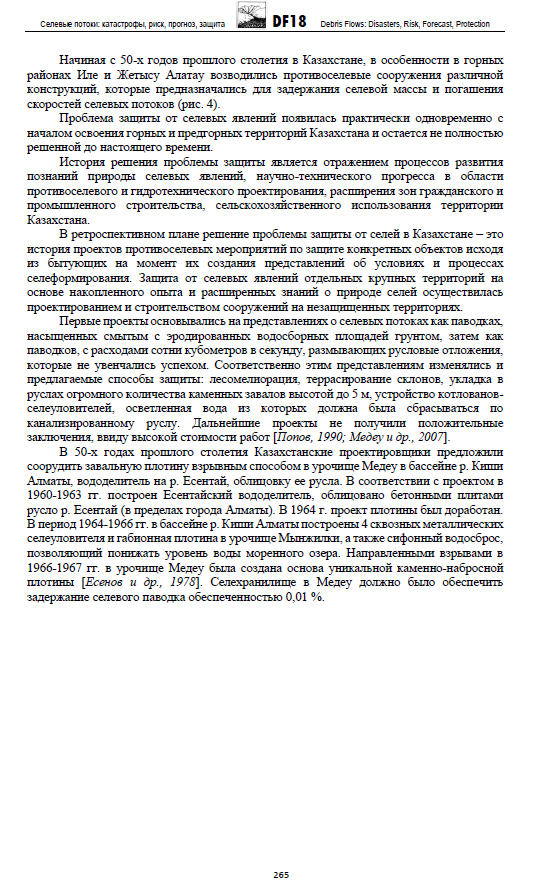 Селевые потоки: катастрофы, риск, прогноз, защита DF18 Debris Flows: Disasters, Risk, Forecast, Protection
Начиная с 50-х годов прошлого столетия в Казахстане, в особенности в горных
районах Иле и Жетысу Алатау возводились противоселевые сооружения различной
конструкций, которые предназначались для задержания селевой массы и погашения
скоростей селевых потоков (рис. 4).
Проблема защиты от селевых явлений появилась практически одновременно с
началом освоения горных и предгорных территорий Казахстана и остается не полностью
решенной до настоящего времени.
История решения проблемы защиты является отражением процессов развития
познаний природы селевых явлений, научно-технического прогресса в области
противоселевого и гидротехнического проектирования, расширения зон гражданского и
промышленного строительства, сельскохозяйственного использования территории
Казахстана.
В ретроспективном плане решение проблемы защиты от селей в Казахстане – это
история проектов противоселевых мероприятий по защите конкретных объектов исходя
из бытующих на момент их создания представлений об условиях и процессах
селеформирования. Защита от селевых явлений отдельных крупных территорий на
основе накопленного опыта и расширенных знаний о природе селей осуществилась
проектированием и строительством сооружений на незащищенных территориях.
Первые проекты основывались на представлениях о селевых потоках как паводках,
насыщенных смытым с эродированных водосборных площадей грунтом, затем как
паводков, с расходами сотни кубометров в секунду, размывающих русловые отложения,
которые не увенчались успехом. Соответственно этим представлениям изменялись и
предлагаемые способы защиты: лесомелиорация, террасирование склонов, укладка в
руслах огромного количества каменных завалов высотой до 5 м, устройство котлованов-
селеуловителей, осветленная вода из которых должна была сбрасываться по
канализированному руслу. Дальнейшие проекты не получили положительные
заключения, ввиду высокой стоимости работ [Попов, 1990; Медеу и др., 2007].
В 50-х годах прошлого столетия Казахстанские проектировщики предложили
соорудить завальную плотину взрывным способом в урочище Медеу в бассейне р. Киши
Алматы, вододелитель на р. Есентай, облицовку ее русла. В соответствии с проектом в
1960-1963 гг. построен Есентайский вододелитель, облицовано бетонными плитами
русло р. Есентай (в пределах города Алматы). В 1964 г. проект плотины был доработан.
В период 1964-1966 гг. в бассейне р. Киши Алматы построены 4 сквозных металлических
селеуловителя и габионная плотина в урочище Мынжилки, а также сифонный водосброс,
позволяющий понижать уровень воды моренного озера. Направленными взрывами в
1966-1967 гг. в урочище Медеу была создана основа уникальной каменно-набросной
плотины [Есенов и др., 1978]. Селехранилище в Медеу должно было обеспечить
задержание селевого паводка обеспеченностью 0,01 %.
265